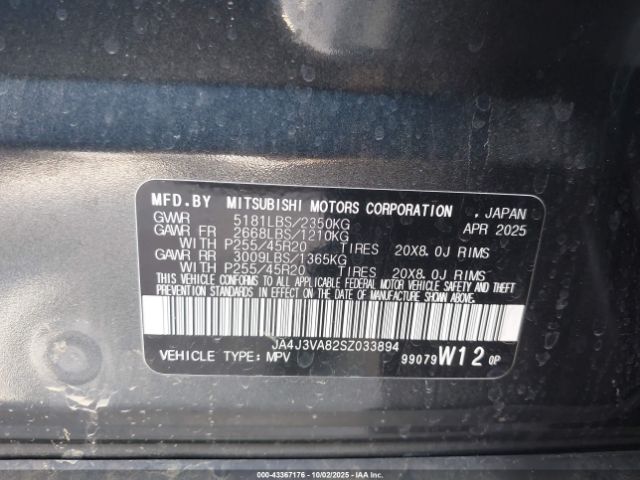 MFD.BY MITSUBISHI MOTORS CORPORATION , JAPAN
GWR 5181LBS/2350KG APR 2025
GAWR FR 2668LBS/1210KG
WITH P255/45R20 TIRES 20X8.0J RIMS
GAWR RR 3009LBS/1365KG
WITH P255/45R20 TIRES 20X8.0J RIMS
THIS VEHICLE CONFORMS TO ALL APPLICABLE FEDERAL MOTOR VEHICLE SAFETY AND THEFT
PREVENTION STANDARDS IN EFFECT ON THE DATE OF MANUFACTURE SHOWN ABOVE.
JA4J3VA82SZ033894
VEHICLE TYPE: MPV 99079 W12 0P
00-43367176 - 10/02/2025 - IAA Inc.